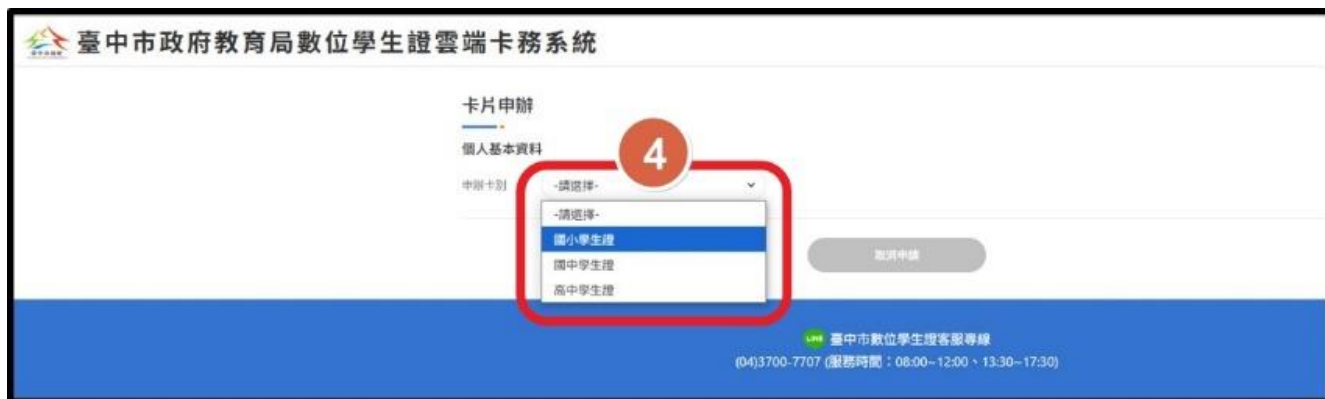 臺中市政府教育局數位學生證雲端卡務系統
卡片申辦
個人基本資料
4
申辦卡別
-請選擇-
-請選擇-
國小學生證
國中學生證
高中學生證
取消申請
LINE 臺中市數位學生證客服專線
(04)3700-7707 (服務時間：08:00~12:00、13:30~17:30)